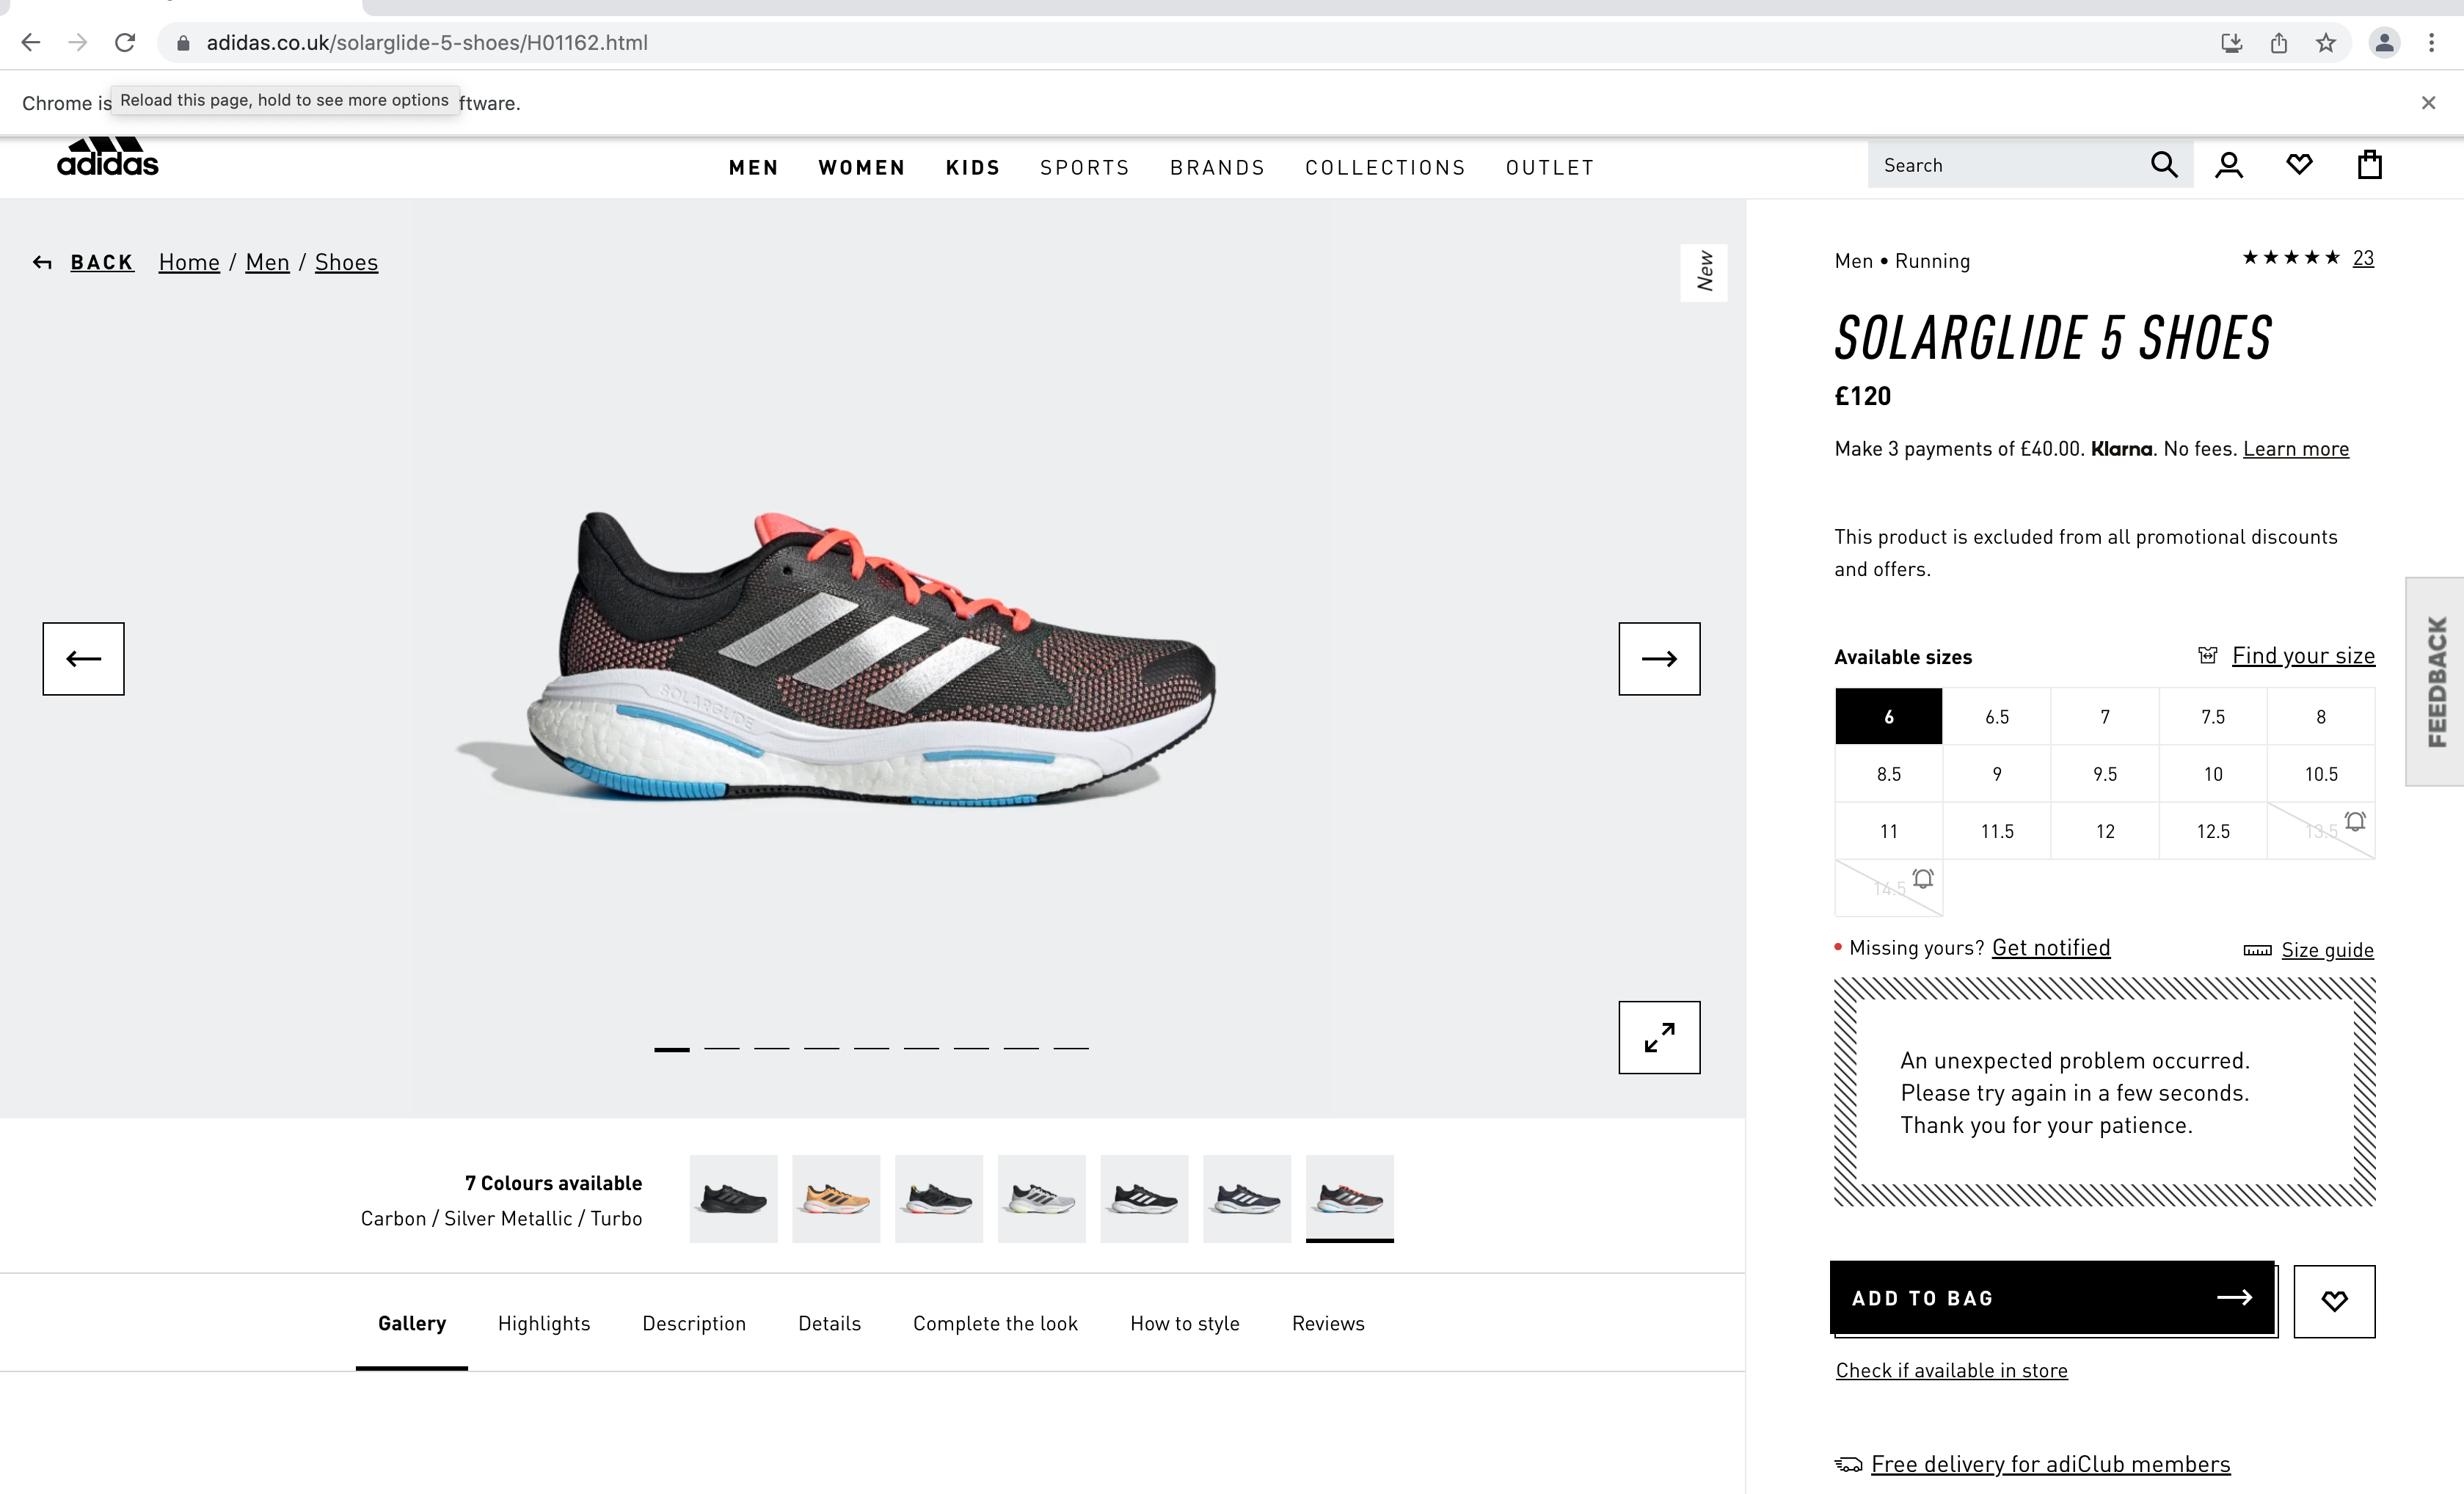 adidas.co.uk/solarglide-5-shoes/H01162.html
Chrome is
Reload this page, hold to see more options
ftware.
adidas
MEN WOMEN KIDS SPORTS BRANDS COLLECTIONS OUTLET
Search
BACK Home / Men / Shoes
New
SOLARGLIDE
7 Colours available
Carbon / Silver Metallic / Turbo
Gallery Highlights Description Details Complete the look How to style Reviews
Men • Running
23
SOLARGLIDE 5 SHOES
£120
Make 3 payments of £40.00. Klarna. No fees. Learn more
This product is excluded from all promotional discounts
and offers.
Available sizes Find your size
6 6.5 7 7.5 8
8.5 9 9.5 10 10.5
11 11.5 12 12.5 13.5
14.5
Missing yours? Get notified Size guide
An unexpected problem occurred.
Please try again in a few seconds.
Thank you for your patience.
ADD TO BAG
Check if available in store
Free delivery for adiClub members
FEEDBACK